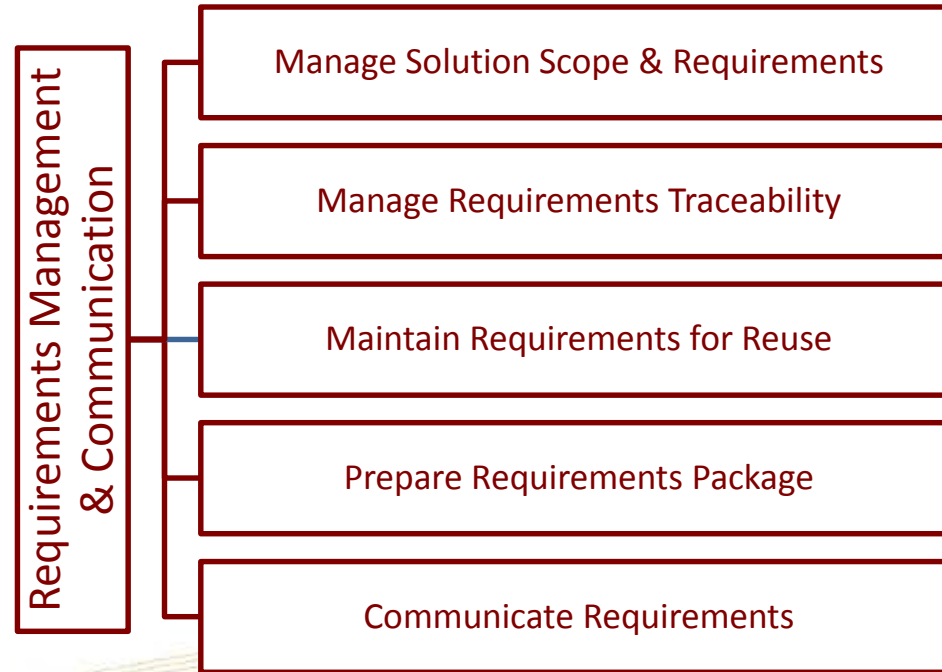 Requirements Management
& Communication
Manage Solution Scope & Requirements
Manage Requirements Traceability
Maintain Requirements for Reuse
Prepare Requirements Package
Communicate Requirements